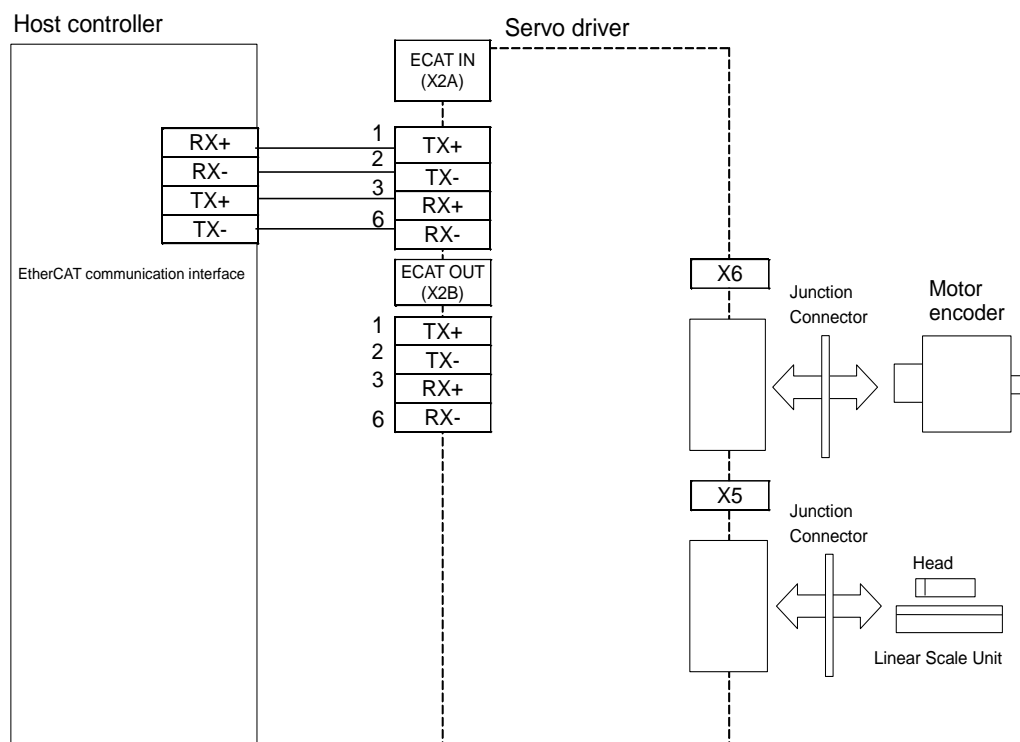 Host controller
Servo driver
ECAT IN
(X2A)
RX+
RX-
TX+
TX-
1
2
3
6
TX+
TX-
RX+
RX-
EtherCAT communication interface
ECAT OUT
(X2B)
1
2
3
6
TX+
TX-
RX+
RX-
X6
Junction
Connector
Motor
encoder
X5
Junction
Connector
Head
Linear Scale Unit